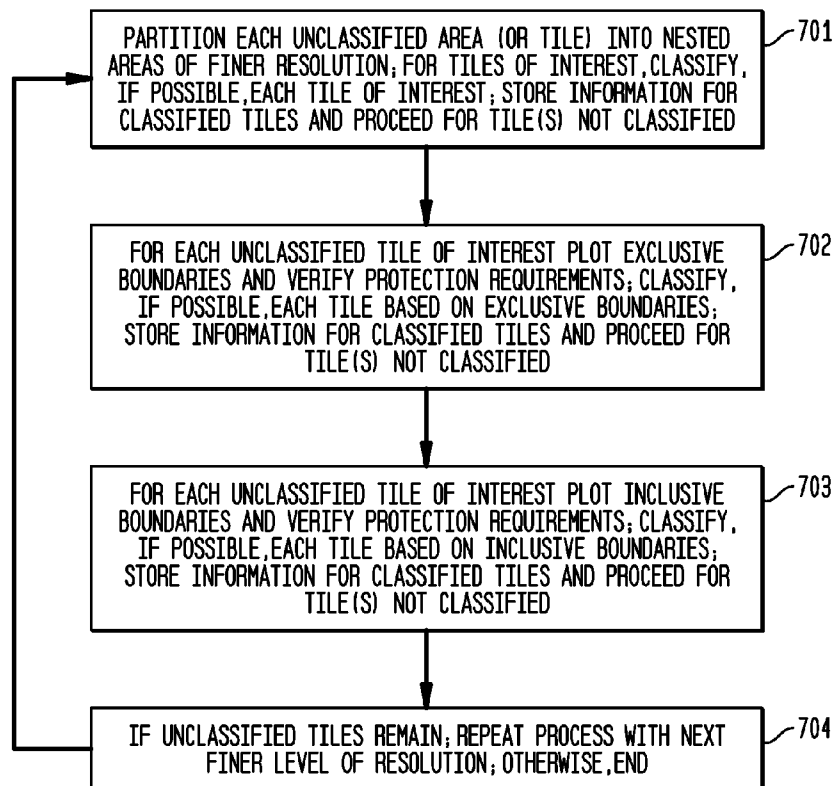 PARTITION EACH UNCLASSIFIED AREA (OR TILE) INTO NESTED
AREAS OF FINER RESOLUTION; FOR TILES OF INTEREST, CLASSIFY,
IF POSSIBLE, EACH TILE OF INTEREST; STORE INFORMATION FOR
CLASSIFIED TILES AND PROCEED FOR TILE(S) NOT CLASSIFIED
701
FOR EACH UNCLASSIFIED TILE OF INTEREST PLOT EXCLUSIVE
BOUNDARIES AND VERIFY PROTECTION REQUIREMENTS; CLASSIFY,
IF POSSIBLE, EACH TILE BASED ON EXCLUSIVE BOUNDARIES;
STORE INFORMATION FOR CLASSIFIED TILES AND PROCEED FOR
TILE(S) NOT CLASSIFIED
702
FOR EACH UNCLASSIFIED TILE OF INTEREST PLOT INCLUSIVE
BOUNDARIES AND VERIFY PROTECTION REQUIREMENTS; CLASSIFY,
IF POSSIBLE, EACH TILE BASED ON INCLUSIVE BOUNDARIES;
STORE INFORMATION FOR CLASSIFIED TILES AND PROCEED FOR
TILE(S) NOT CLASSIFIED
703
IF UNCLASSIFIED TILES REMAIN; REPEAT PROCESS WITH NEXT
FINER LEVEL OF RESOLUTION; OTHERWISE, END
704